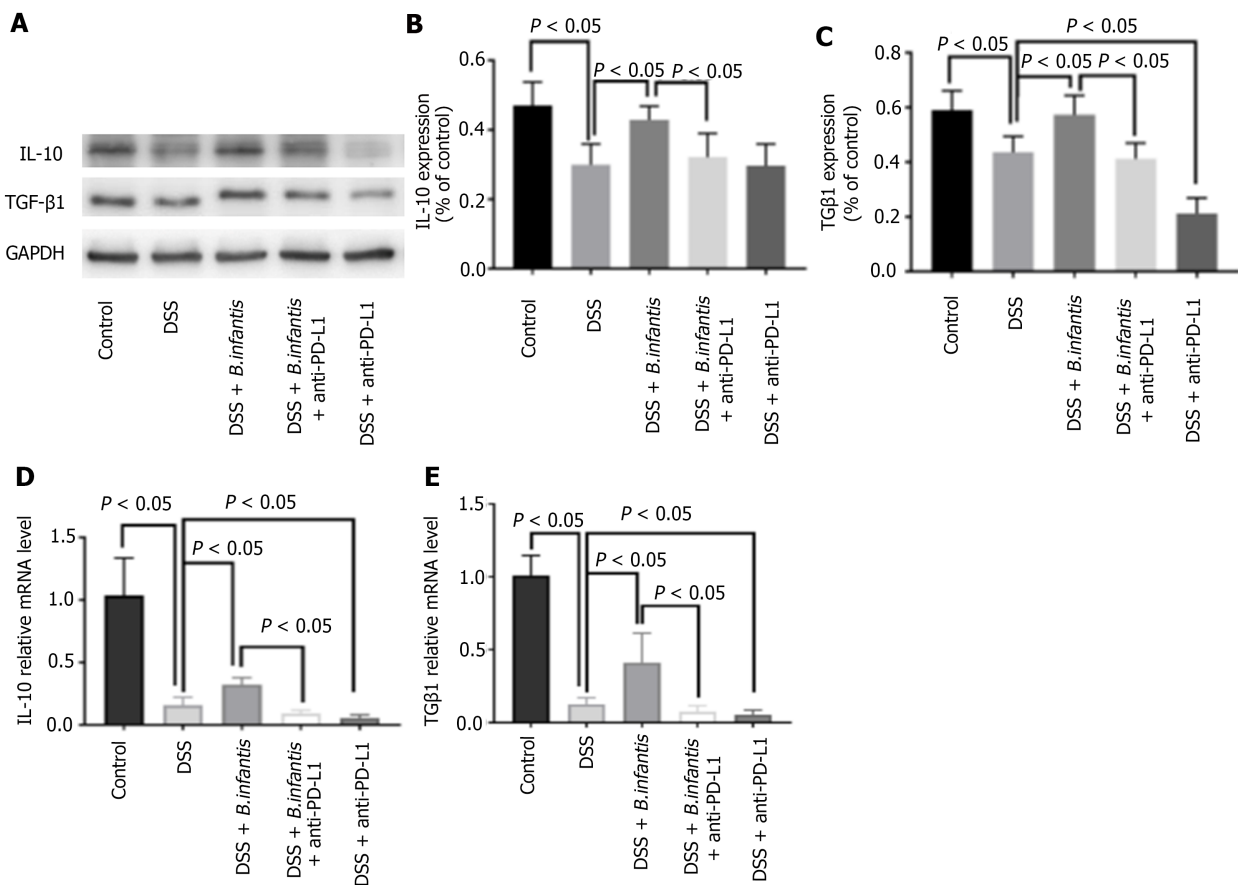 A
IL-10
TGF-β1
GAPDH
Control
DSS
DSS + B.infantis
DSS + B.infantis
+ anti-PD-L1
DSS + anti-PD-L1
B
P < 0.05
P < 0.05
P < 0.05
IL-10 expression
(% of control)
0.6
0.4
0.2
0.0
Control
DSS
DSS + B.infantis
DSS + B.infantis
+ anti-PD-L1
DSS + anti-PD-L1
C
P < 0.05
P < 0.05
P < 0.05
P < 0.05
TGβ1 expression
(% of control)
0.8
0.6
0.4
0.2
0.0
Control
DSS
DSS + B.infantis
DSS + B.infantis
+ anti-PD-L1
DSS + anti-PD-L1
D
P < 0.05
P < 0.05
P < 0.05
P < 0.05
IL-10 relative mRNA level
1.5
1.0
0.5
0.0
Control
DSS
DSS + B.infantis
DSS + B.infantis
+ anti-PD-L1
DSS + anti-PD-L1
E
P < 0.05
P < 0.05
P < 0.05
P < 0.05
TGβ1 relative mRNA level
1.5
1.0
0.5
0.0
Control
DSS
DSS + B.infantis
DSS + B.infantis
+ anti-PD-L1
DSS + anti-PD-L1